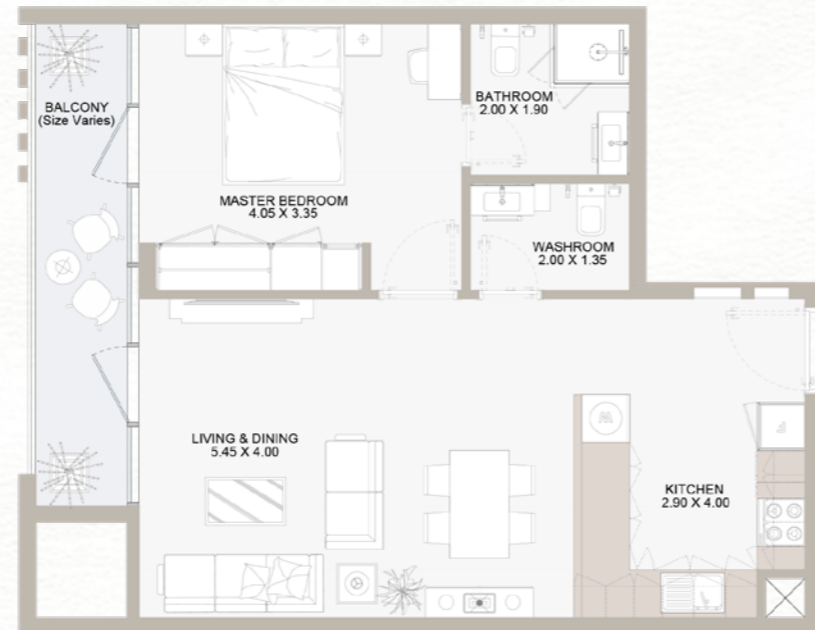 BALCONY
(Size Varies)
MASTER BEDROOM
4.05 X 3.35
BATHROOM
2.00 X 1.90
WASHROOM
2.00 X 1.35
LIVING & DINING
5.45 X 4.00
KITCHEN
2.90 X 4.00